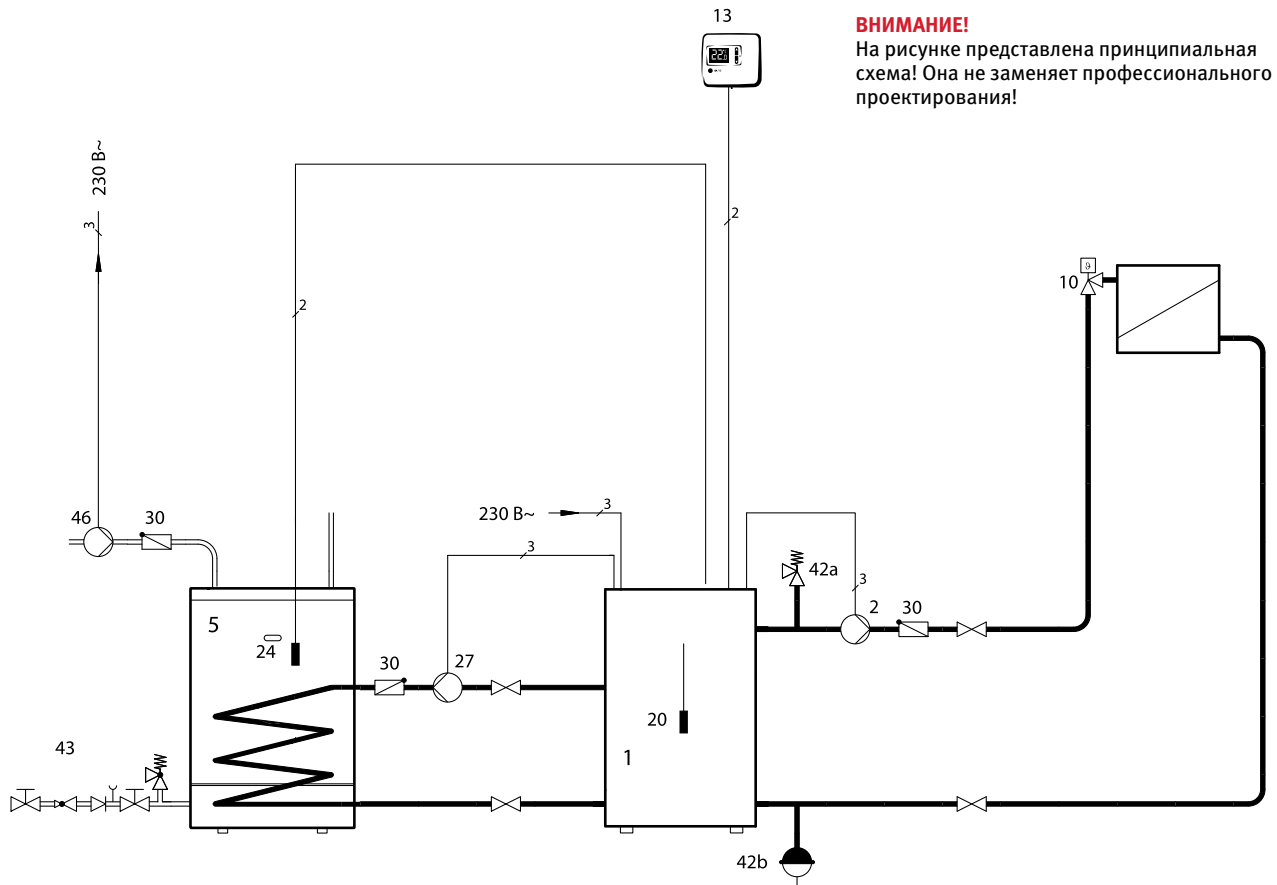 13
ВНИМАНИЕ!
На рисунке представлена принципиальная
схема! Она не заменяет профессионального
проектирования!
230 В~
3
2
2
10
46
30
230 В~
3
3
42a
3
2
30
5
24
30
27
20
1
43
42b